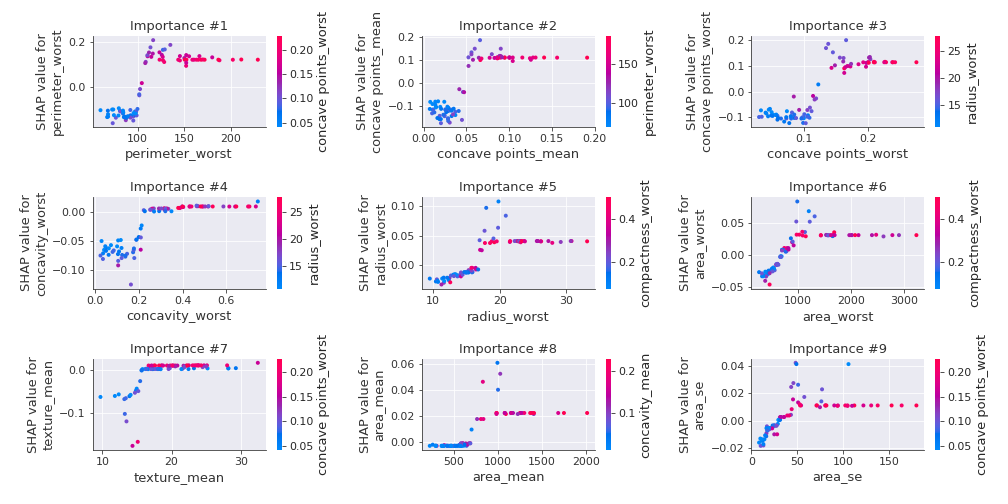 Importance #1
0.2
0.0
100
150
200
perimeter_worst
SHAP value for
perimeter_worst
0.20
0.15
0.10
0.05
concave points_worst
Importance #2
0.2
0.1
0.0
−0.1
0.00
0.05
0.10
0.15
0.20
concave points_mean
SHAP value for
concave points_mean
150
100
perimeter_worst
Importance #3
0.2
0.1
0.0
−0.1
0.1
0.2
concave points_worst
SHAP value for
concave points_worst
25
20
15
radius_worst
Importance #4
0.00
−0.05
−0.10
0.0
0.2
0.4
0.6
concavity_worst
SHAP value for
concavity_worst
25
20
15
radius_worst
Importance #5
0.10
0.05
0.00
10
20
30
radius_worst
SHAP value for
radius_worst
0.4
0.2
compactness_worst
Importance #6
0.05
0.00
−0.05
1000
2000
3000
area_worst
SHAP value for
area_worst
0.4
0.2
compactness_worst
Importance #7
0.0
−0.1
10
20
30
texture_mean
SHAP value for
texture_mean
0.20
0.15
0.10
0.05
concave points_worst
Importance #8
0.06
0.04
0.02
0.00
500
1000
1500
2000
area_mean
SHAP value for
area_mean
0.2
0.1
concavity_mean
Importance #9
0.04
0.02
0.00
−0.02
0
50
100
150
area_se
SHAP value for
area_se
0.20
0.15
0.10
0.05
concave points_worst